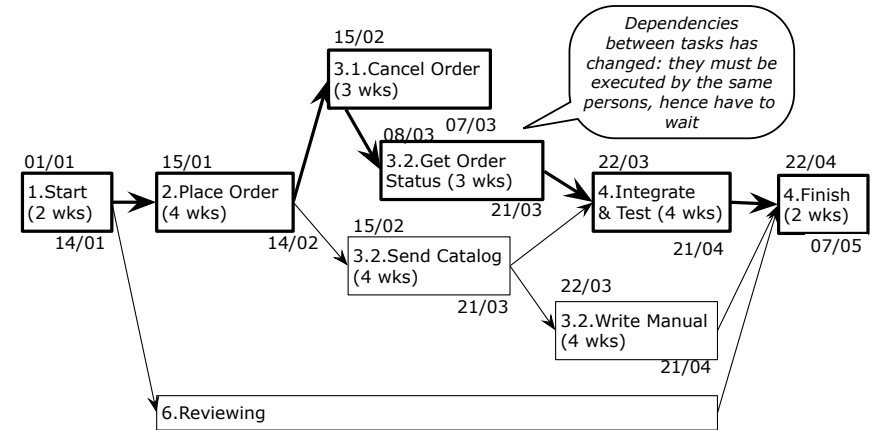 Dependencies
between tasks has
changed: they must be
executed by the same
persons, hence have to
wait
15/02
3.1.Cancel Order
(3 wks)
07/03
08/03
3.2.Get Order
Status (3 wks)
21/03
01/01
1.Start
(2 wks)
14/01
15/01
2.Place Order
(4 wks)
14/02
22/03
4.Integrate
& Test (4 wks)
21/04
22/04
4.Finish
(2 wks)
07/05
15/02
3.2.Send Catalog
(4 wks)
21/03
22/03
3.2.Write Manual
(4 wks)
21/04
6.Reviewing